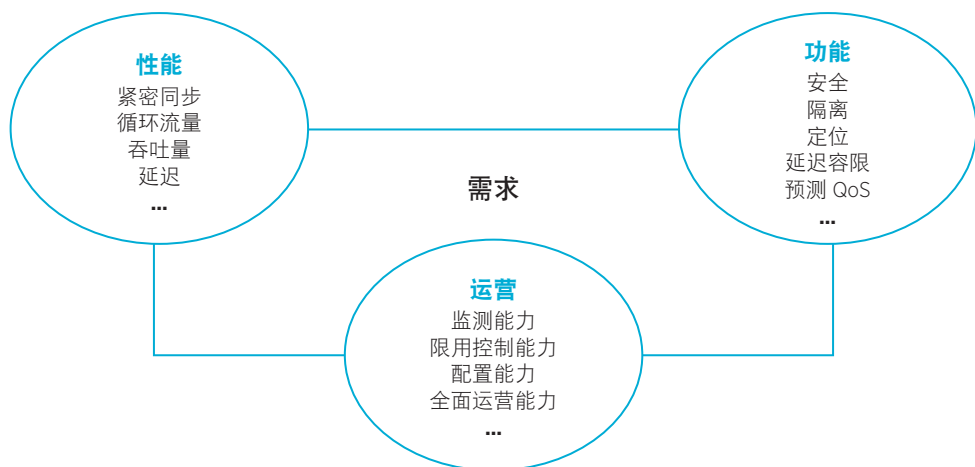 性能
紧密同步
循环流量
吞吐量
延迟
...
功能
安全
隔离
定位
延迟容限
预测 QoS
...
需求
运营
监测能力
限用控制能力
配置能力
全面运营能力
...